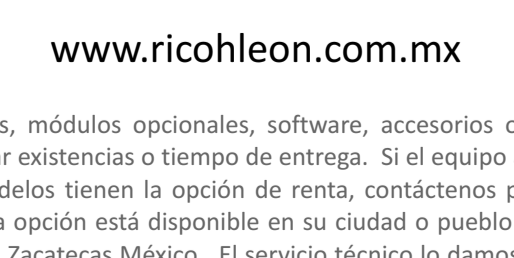 www.ricohleon.com.mx
s, módulos opcionales, software, accesorios
r existencias o tiempo de entrega. Si el equipo
delos tienen la opción de renta, contáctenos
a opción está disponible en su ciudad o pueblo
Zacatecas México. El servicio técnico lo damos